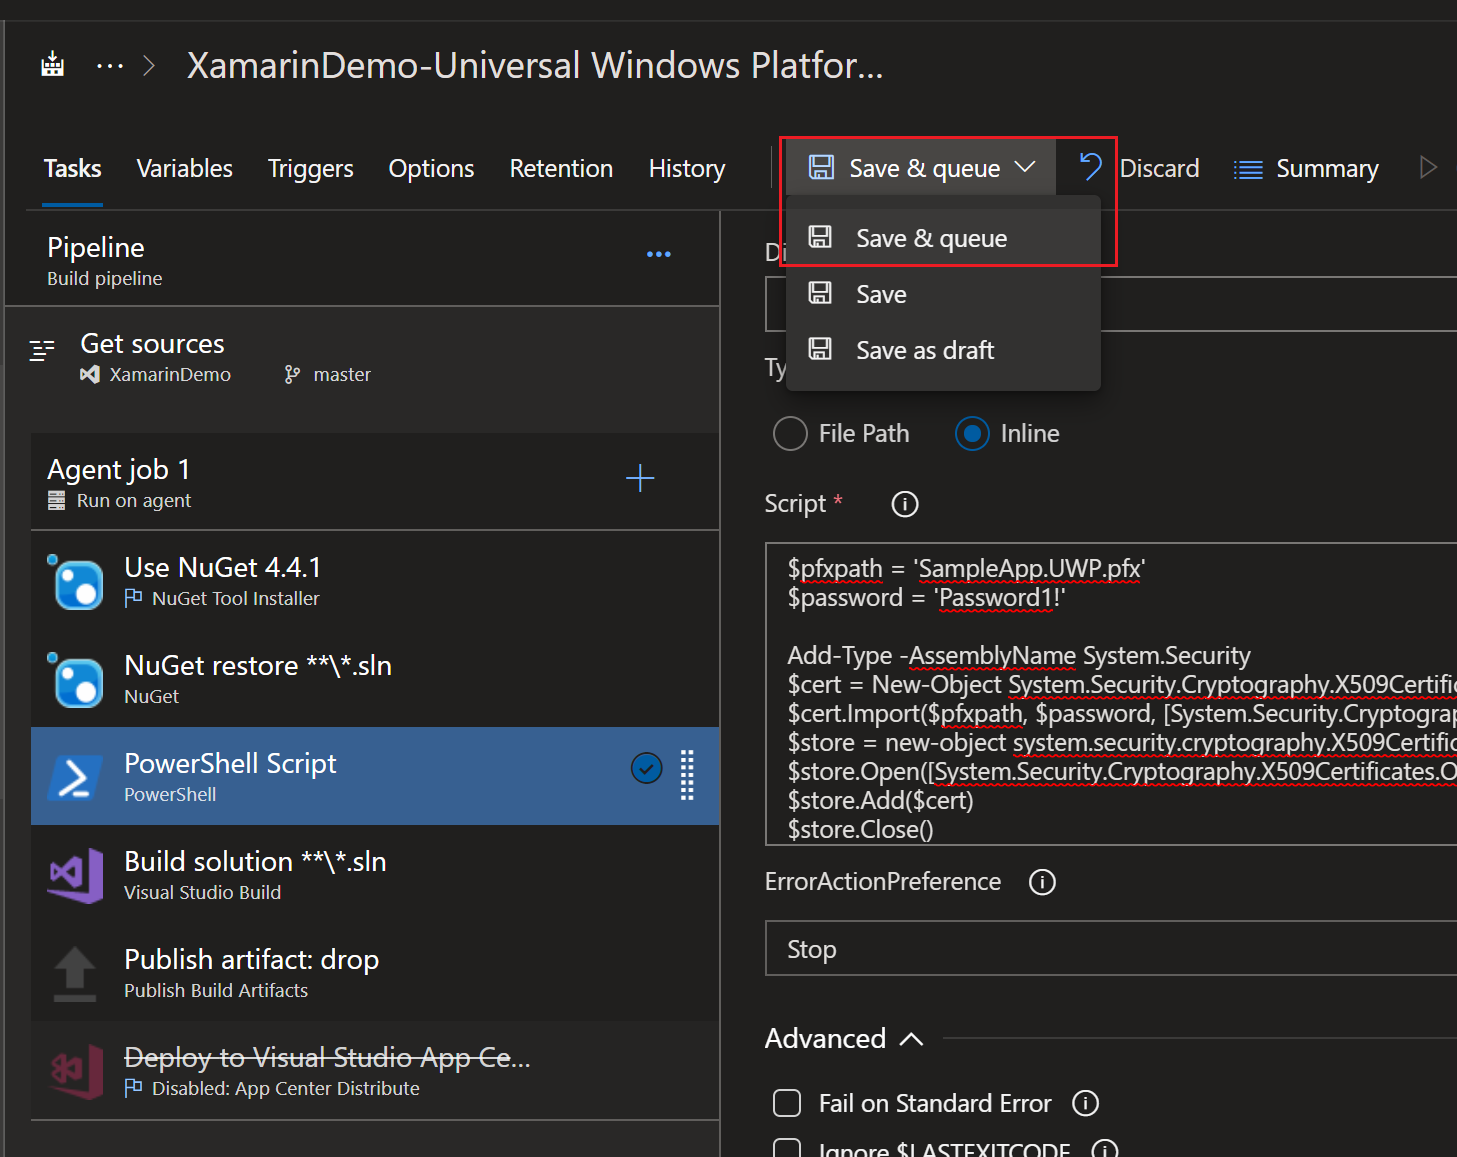 ... > XamarinDemo-Universal Windows Platfor...
Tasks Variables Triggers Options Retention History Save & queue Discard Summary
Pipeline
Build pipeline
Get sources
XamarinDemo master
Agent job 1
Run on agent
Use NuGet 4.4.1
NuGet Tool Installer
NuGet restore **\*.sln
NuGet
PowerShell Script
PowerShell
Build solution **\*.sln
Visual Studio Build
Publish artifact: drop
Publish Build Artifacts
Deploy to Visual Studio App Ce...
Disabled: App Center Distribute
Save & queue
Save
Save as draft
Di
Ty
File Path Inline
Script *
$pfxpath = 'SampleApp.UWP.pfx'
$password = 'Password1!'
Add-Type -AssemblyName System.Security
$cert = New-Object System.Security.Cryptography.X509Certific
$cert.Import($pfxpath, $password, [System.Security.Cryptograp
$store = new-object system.security.cryptography.X509Certific
$store.Open([System.Security.Cryptography.X509Certificates.O
$store.Add($cert)
$store.Close()
ErrorActionPreference
Stop
Advanced
Fail on Standard Error
Ignore $LASTEXITCODE